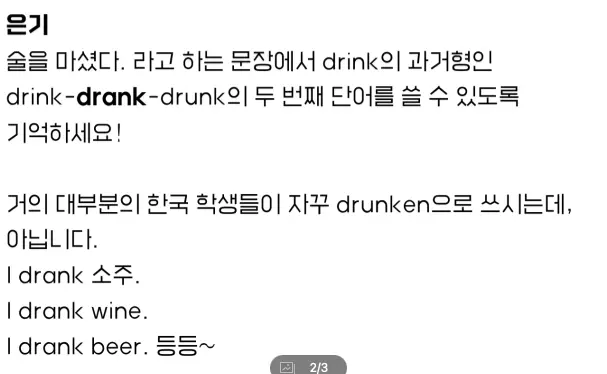 은기
술을 마셨다. 라고 하는 문장에서 drink의 과거형인
drink-drank-drunk의 두 번째 단어를 쓸 수 있도록
기억하세요!
거의 대부분의 한국 학생들이 자꾸 drunken으로 쓰시는데,
아닙니다.
I drank 소주.
I drank wine.
I drank beer. 등등~
2/3